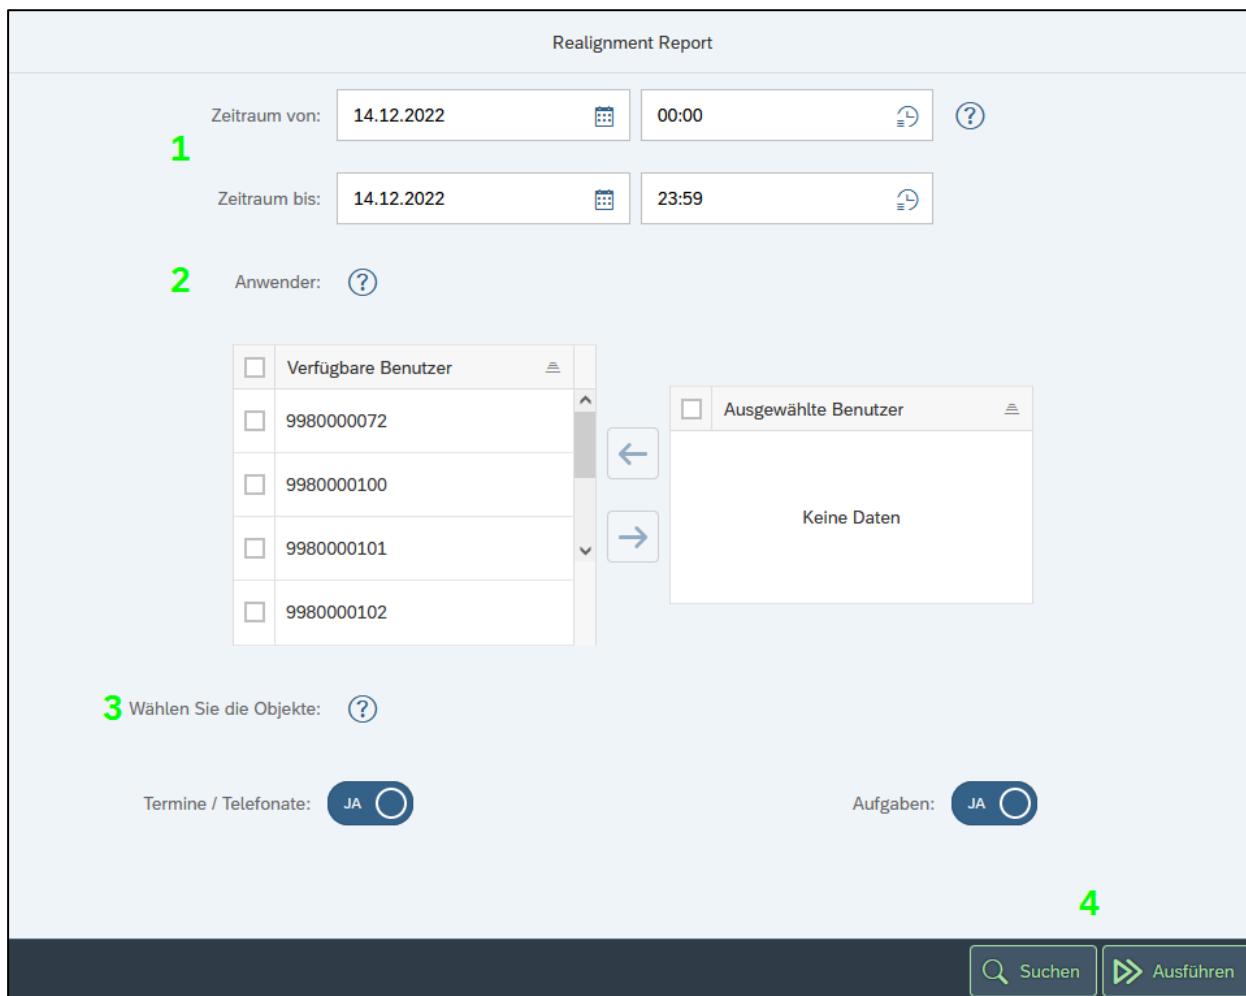 Realignment Report
Zeitraum von: 14.12.2022 00:00 ?
1
Zeitraum bis: 14.12.2022 23:59
2 Anwender: ?
Verfügbare Benutzer
Ausgewählte Benutzer
9980000072
9980000100
Keine Daten
9980000101
9980000102
3 Wählen Sie die Objekte: ?
Termine / Telefonate: JA Aufgaben: JA
4
Suchen Ausführen